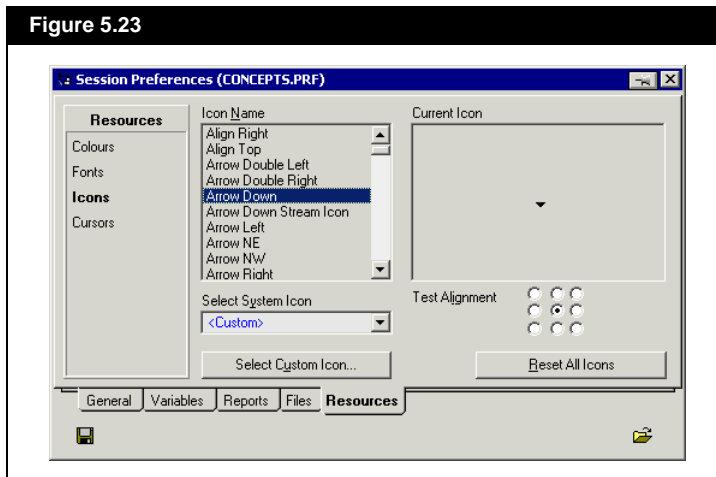 Figure 5.23
Session Preferences (CONCEPTS.PRF)
Resources
Colours
Fonts
Icons
Cursors
Icon Name
Align Right
Align Top
Arrow Double Left
Arrow Double Right
Arrow Down
Arrow Down Stream Icon
Arrow Left
Arrow NE
Arrow NW
Arrow Right
Select System Icon
<Custom>
Select Custom Icon...
Current Icon
Test Alignment
Reset All Icons
General Variables Reports Files Resources